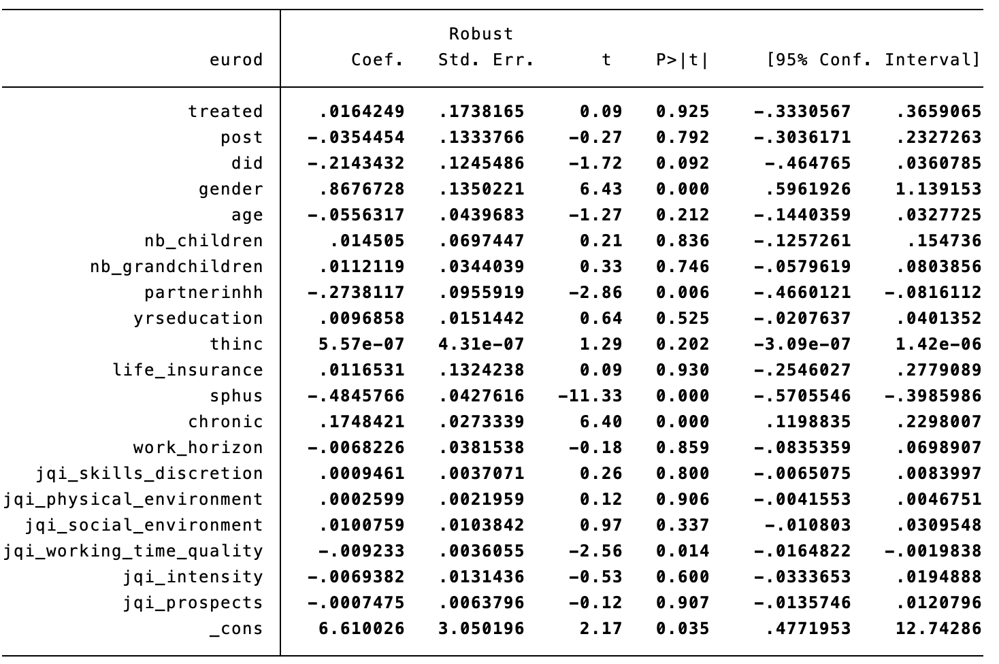 Robust
eurod Coef. Std. Err. t P>|t| [95% Conf. Interval]
treated .0164249 .1738165 0.09 0.925 -.3330567 .3659065
post -.0354454 .1333766 -0.27 0.792 -.3036171 .2327263
did -.2143432 .1245486 -1.72 0.092 -.464765 .0360785
gender .8676728 .1350221 6.43 0.000 .5961926 1.139153
age -.0556317 .0439683 -1.27 0.212 -.1440359 .0327725
nb_children .014505 .0697447 0.21 0.836 -.1257261 .154736
nb_grandchildren .0112119 .0344039 0.33 0.746 -.0579619 .0803856
partnerinhh -.2738117 .0955919 -2.86 0.006 -.4660121 -.0816112
yrseducation .0096858 .0151442 0.64 0.525 -.0207637 .0401352
thinc 5.57e-07 4.31e-07 1.29 0.202 -3.09e-07 1.42e-06
life_insurance .0116531 .1324238 0.09 0.930 -.2546027 .2779089
sphus -.4845766 .0427616 -11.33 0.000 -.5705546 -.3985986
chronic .1748421 .0273339 6.40 0.000 .1198835 .2298007
work_horizon -.0068226 .0381538 -0.18 0.859 -.0835359 .0698907
jqi_skills_discretion .0009461 .0037071 0.26 0.800 -.0065075 .0083997
jqi_physical_environment .0002599 .0021959 0.12 0.906 -.0041553 .0046751
jqi_social_environment .0100759 .0103842 0.97 0.337 -.010803 .0309548
jqi_working_time_quality -.009233 .0036055 -2.56 0.014 -.0164822 -.0019838
jqi_intensity -.0069382 .0131436 -0.53 0.600 -.0333653 .0194888
jqi_prospects -.0007475 .0063796 -0.12 0.907 -.0135746 .0120796
_cons 6.610026 3.050196 2.17 0.035 .4771953 12.74286